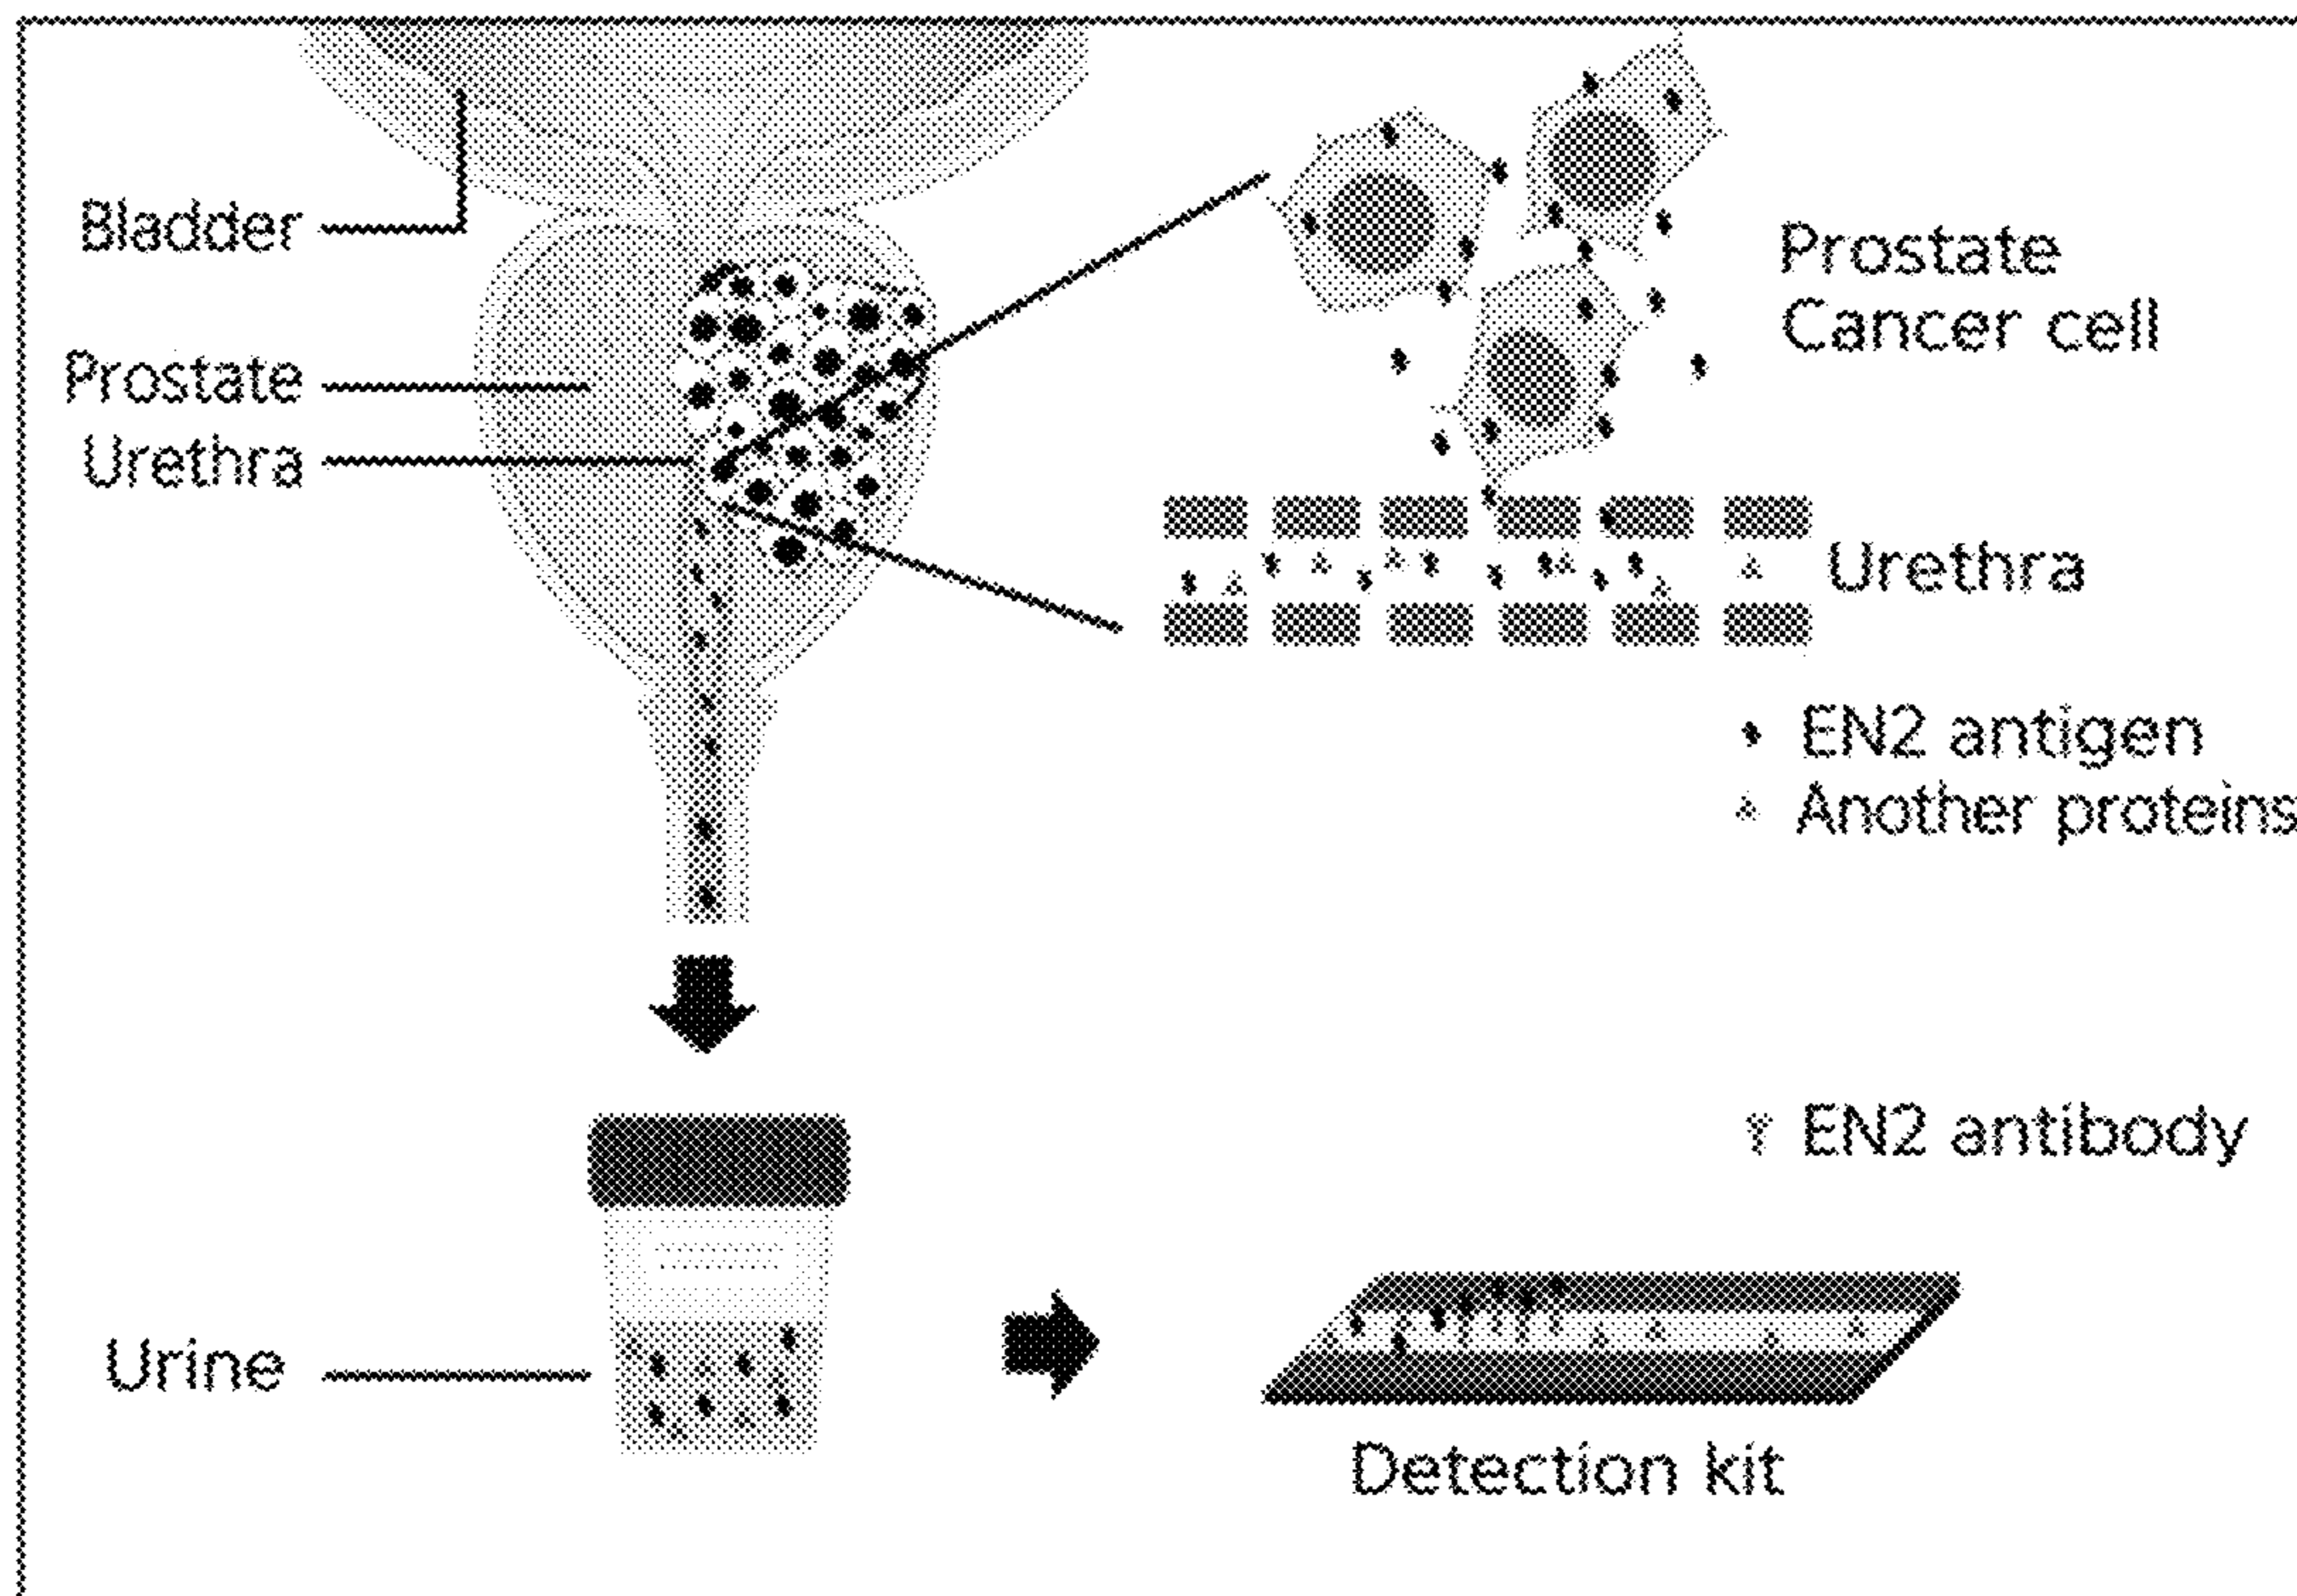 Bladder
Prostate
Urethra
Prostate
Cancer cell
Urethra
EN2 antigen
Another proteins
EN2 antibody
Urine
Detection kit